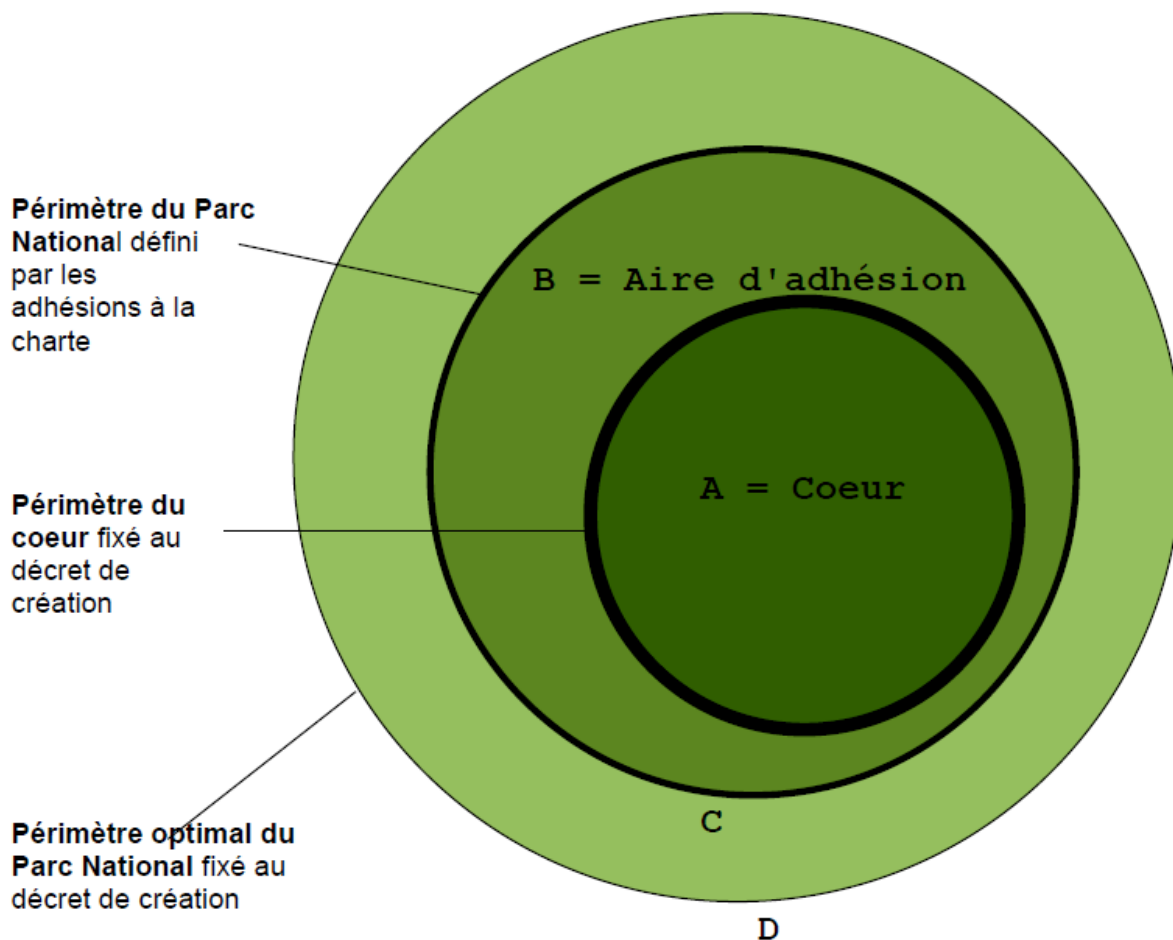 Périmètre du Parc
National défini
par les
adhésions à la
charte
B = Aire d'adhésion
A = Coeur
Périmètre du
coeur fixé au
décret de
création
C
Périmètre optimal du
Parc National fixé au
décret de création
D